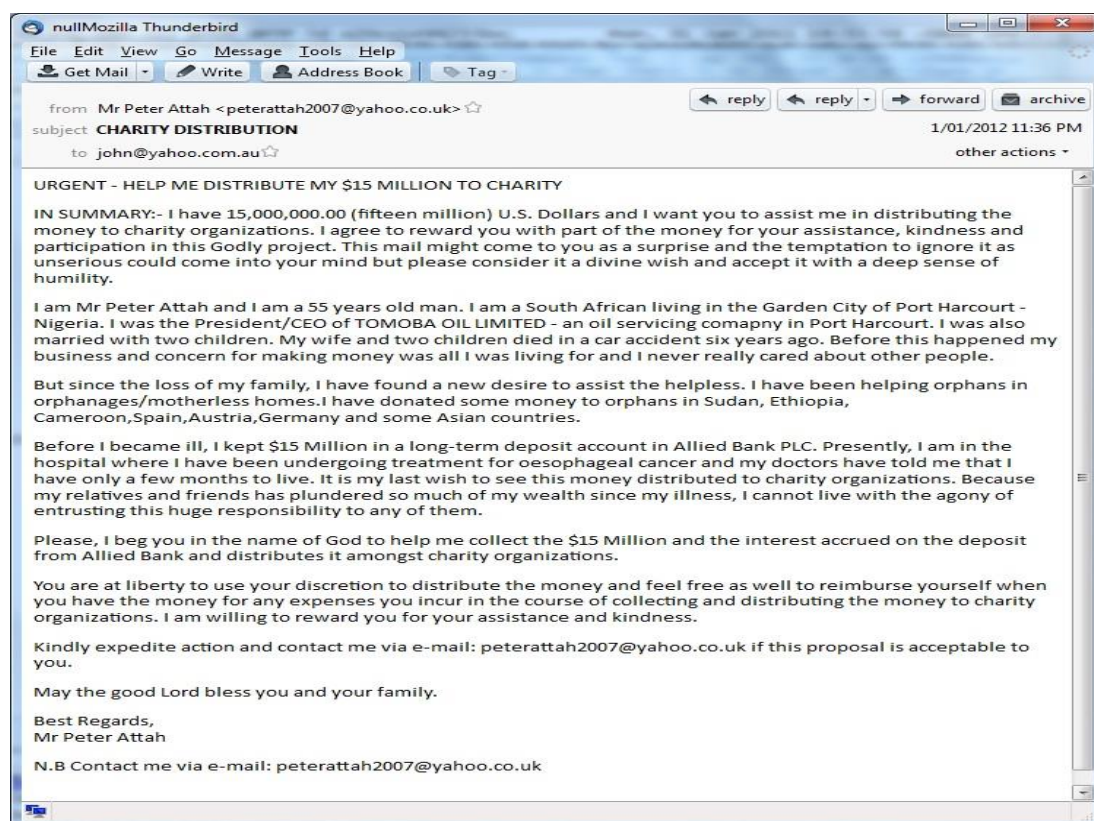 nullMozilla Thunderbird
File Edit View Go Message Tools Help
Get Mail Write Address Book Tag
from Mr Peter Attah <peterattah2007@yahoo.co.uk> reply reply forward archive
subject CHARITY DISTRIBUTION 1/01/2012 11:36 PM
to john@yahoo.com.au other actions
URGENT - HELP ME DISTRIBUTE MY $15 MILLION TO CHARITY
IN SUMMARY:- I have 15,000,000.00 (fifteen million) U.S. Dollars and I want you to assist me in distributing the
money to charity organizations. I agree to reward you with part of the money for your assistance, kindness and
participation in this Godly project. This mail might come to you as a surprise and the temptation to ignore it as
unserious could come into your mind but please consider it a divine wish and accept it with a deep sense of
humility.
I am Mr Peter Attah and I am a 55 years old man. I am a South African living in the Garden City of Port Harcourt -
Nigeria. I was the President/CEO of TOMOBA OIL LIMITED - an oil servicing comapny in Port Harcourt. I was also
married with two children. My wife and two children died in a car accident six years ago. Before this happened my
business and concern for making money was all I was living for and I never really cared about other people.
But since the loss of my family, I have found a new desire to assist the helpless. I have been helping orphans in
orphanages/motherless homes.I have donated some money to orphans in Sudan, Ethiopia,
Cameroon,Spain,Austria,Germany and some Asian countries.
Before I became ill, I kept $15 Million in a long-term deposit account in Allied Bank PLC. Presently, I am in the
hospital where I have been undergoing treatment for oesophageal cancer and my doctors have told me that I
have only a few months to live. It is my last wish to see this money distributed to charity organizations. Because
my relatives and friends has plundered so much of my wealth since my illness, I cannot live with the agony of
entrusting this huge responsibility to any of them.
Please, I beg you in the name of God to help me collect the $15 Million and the interest accrued on the deposit
from Allied Bank and distributes it amongst charity organizations.
You are at liberty to use your discretion to distribute the money and feel free as well to reimburse yourself when
you have the money for any expenses you incur in the course of collecting and distributing the money to charity
organizations. I am willing to reward you for your assistance and kindness.
Kindly expedite action and contact me via e-mail: peterattah2007@yahoo.co.uk if this proposal is acceptable to
you.
May the good Lord bless you and your family.
Best Regards,
Mr Peter Attah
N.B Contact me via e-mail: peterattah2007@yahoo.co.uk